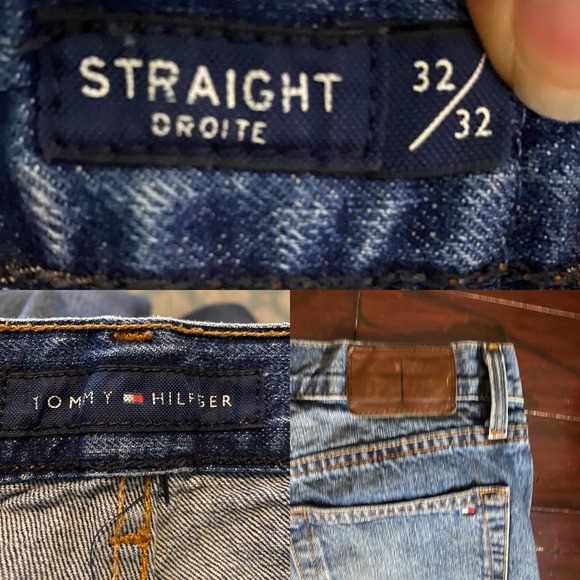 STRAIGHT
DROITE
32/32
TOMMY HILFIGER